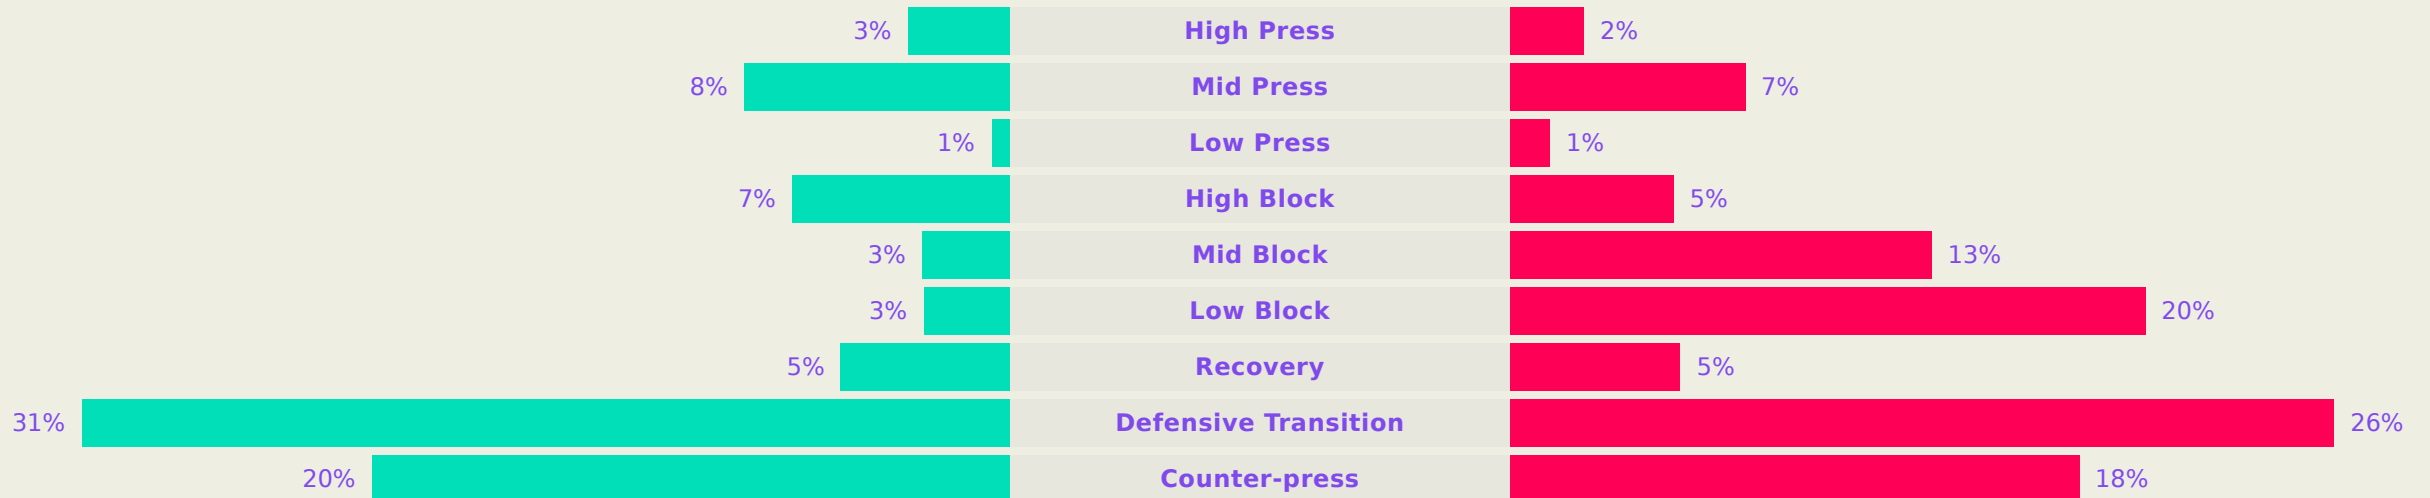 3% High Press 2%
8% Mid Press 7%
1% Low Press 1%
7% High Block 5%
3% Mid Block 13%
3% Low Block 20%
5% Recovery 5%
31% Defensive Transition 26%
20% Counter-press 18%